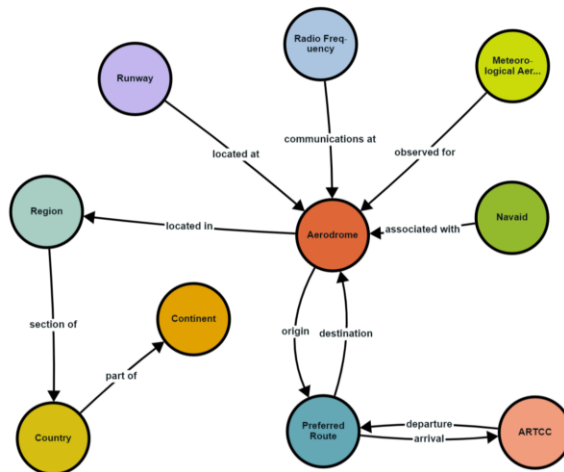 Radio Freq-
uency
Meteoro-
logical Aer...
Runway
communications at
located at
observed for
Region
Navaid
Aerodrome
associated with
located in
Continent
section of
origin
destination
part of
Preferred
Route
departure
ARTCC
arrival
Country